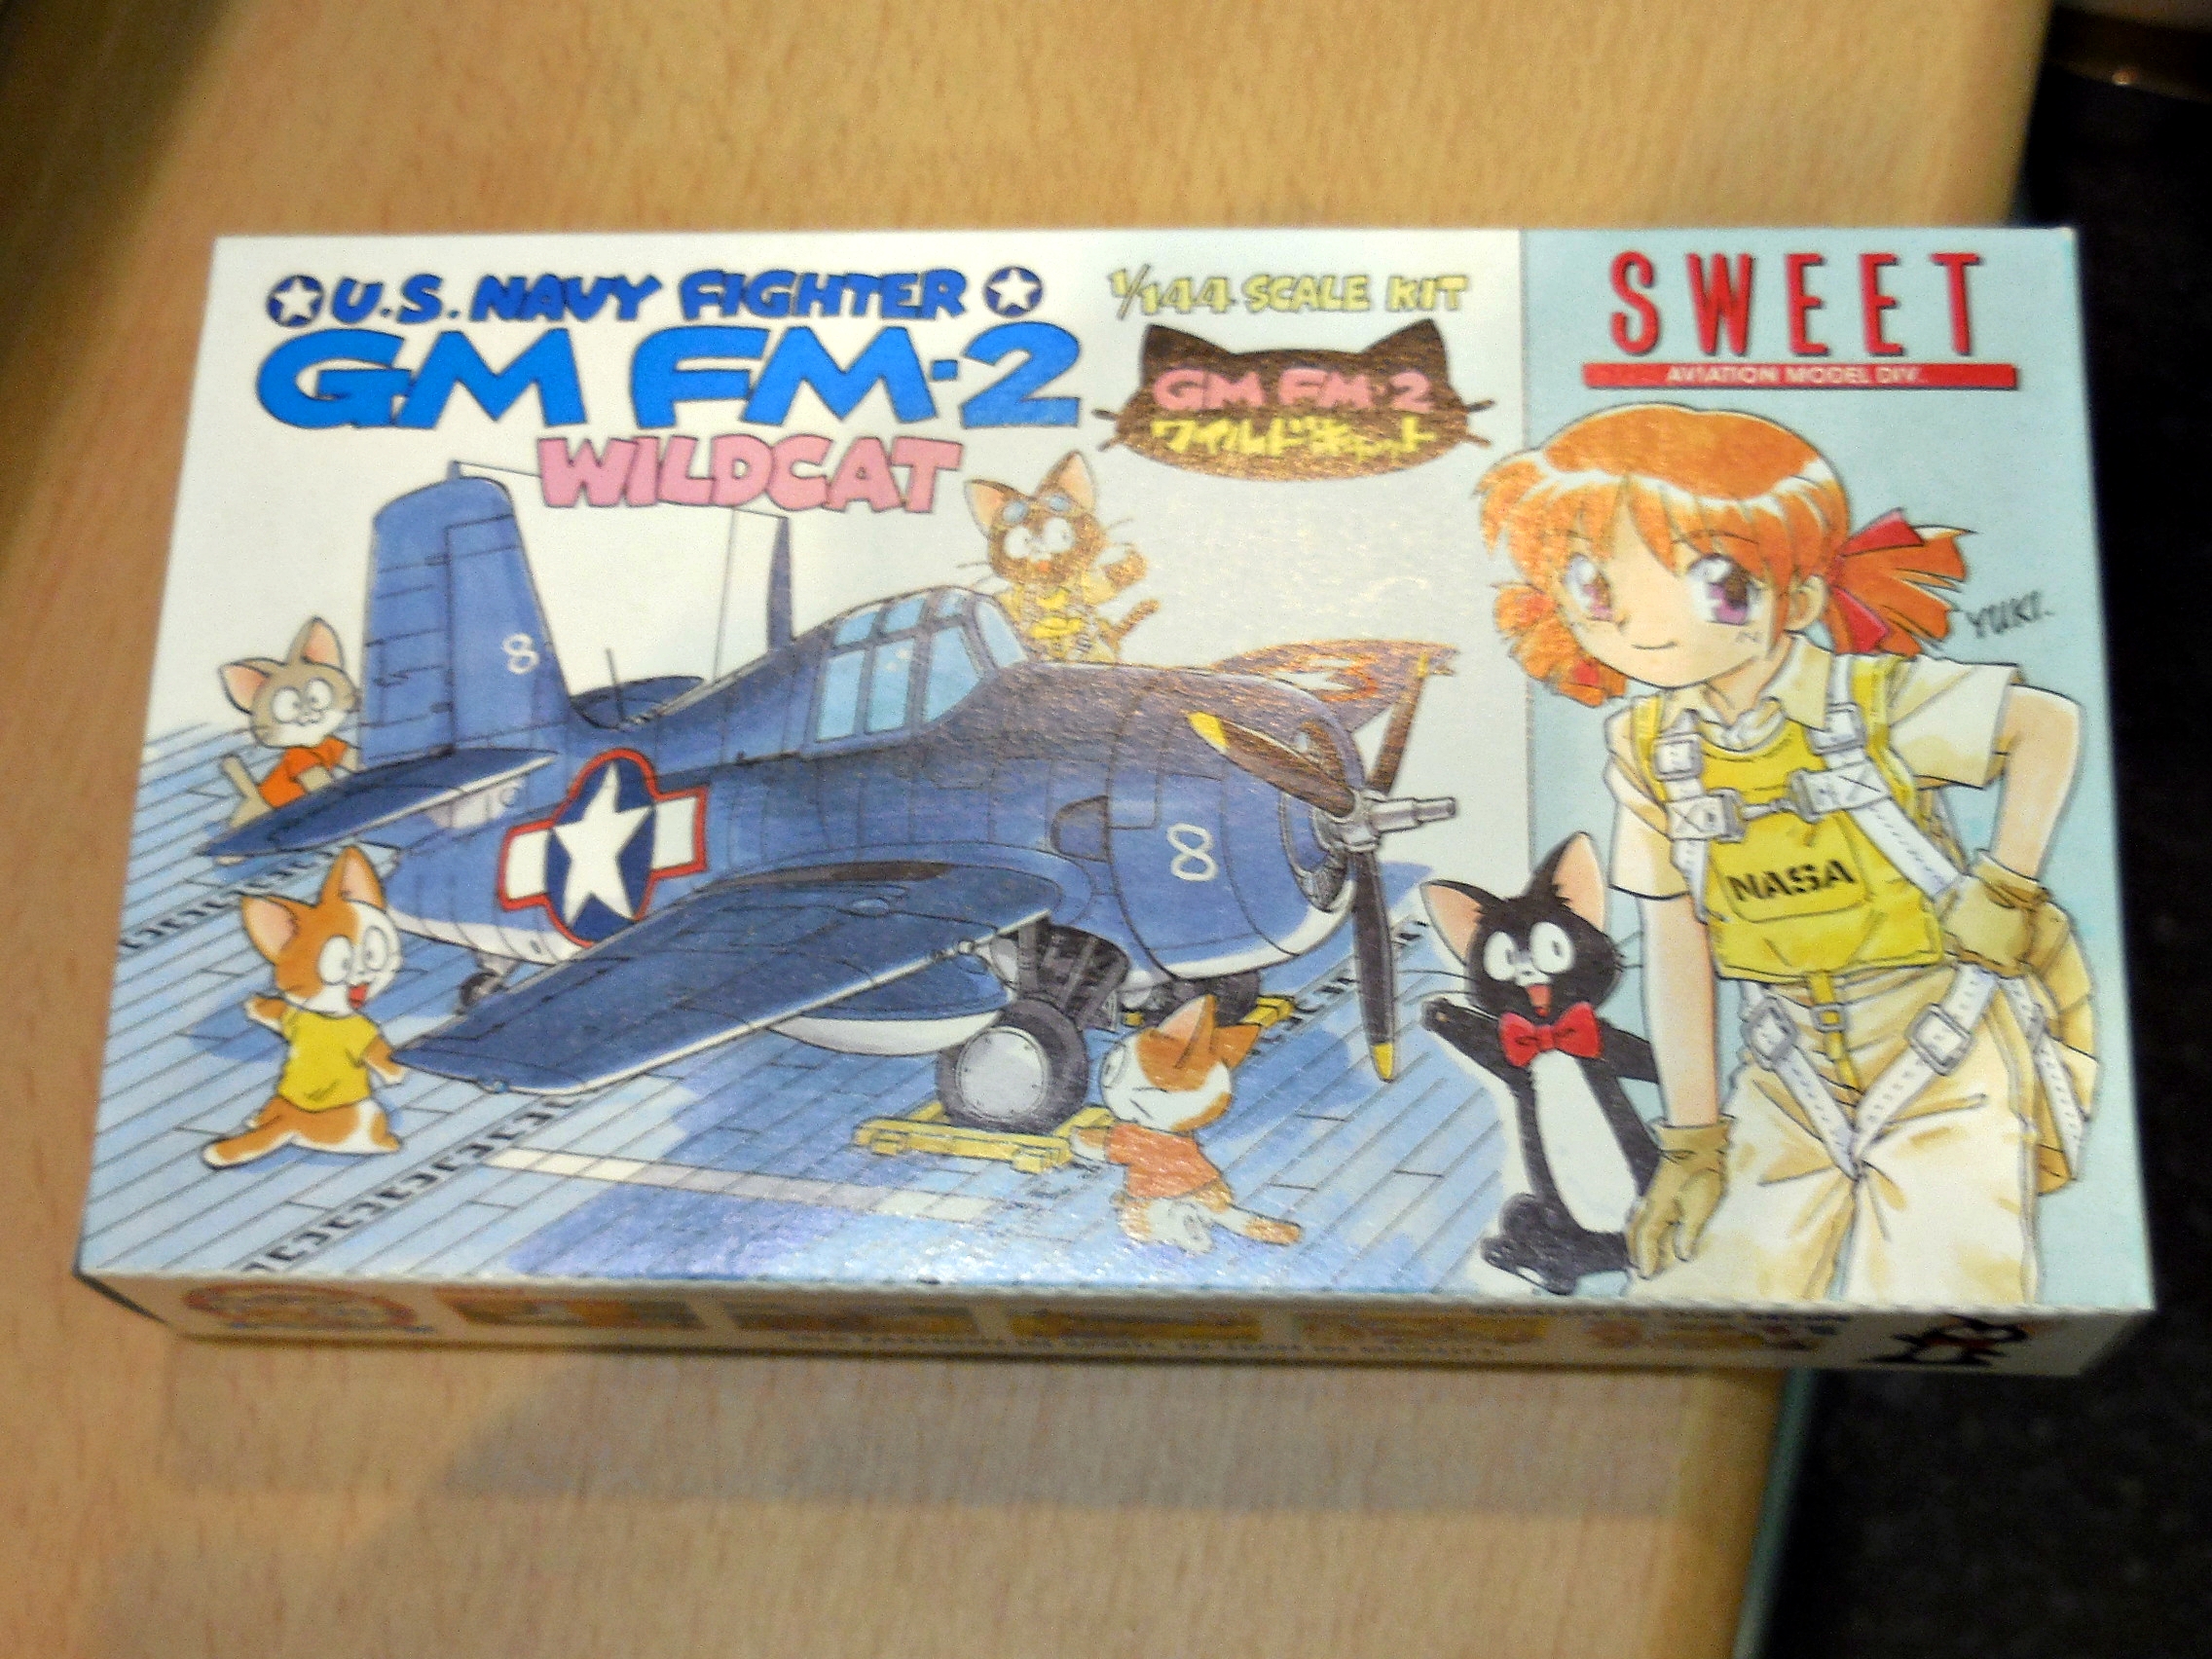 U.S. NAVY FIGHTER
GM FM-2
WILDCAT
1/144 SCALE KIT
GM FM-2
ワイルドキャット
SWEET
AVIATION MODEL DIV.
YUKI.
8
8
NASA